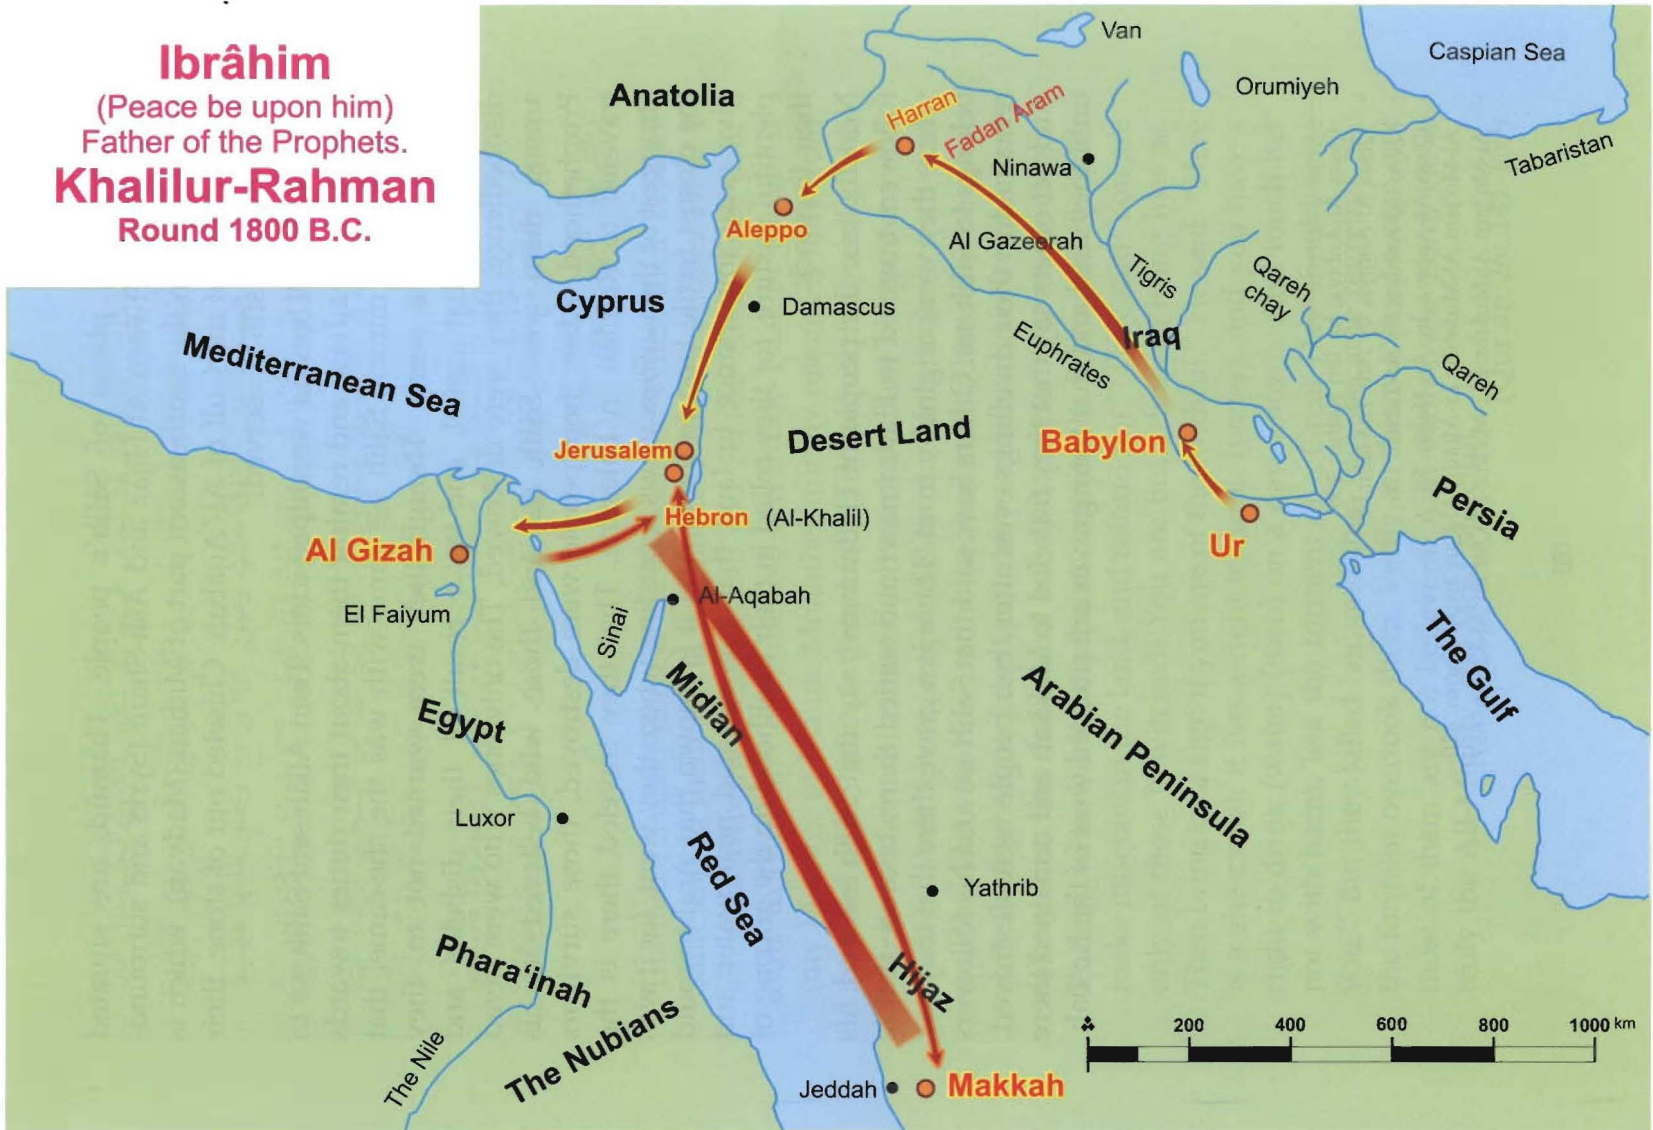 Ibrâhim
(Peace be upon him)
Father of the Prophets.
Khalilur-Rahman
Round 1800 B.C.
Van
Caspian Sea
Anatolia
Orumiyeh
Harran
Fadan Aram
Tabaristan
Ninawa
Aleppo
Al Gazeerah
Tigris
Qareh
chay
Cyprus
Damascus
Iraq
Euphrates
Mediterranean Sea
Qareh
Desert Land
Babylon
Jerusalem
Persia
Hebron (Al-Khalil)
Al Gizah
Ur
El Faiyum
Al-Aqabah
Sinai
The Gulf
Midian
Egypt
Arabian Peninsula
Luxor
Red Sea
Yathrib
Phara‘inah
Hijaz
The Nubians
200 400 600 800 1000 km
The Nile
Jeddah
Makkah